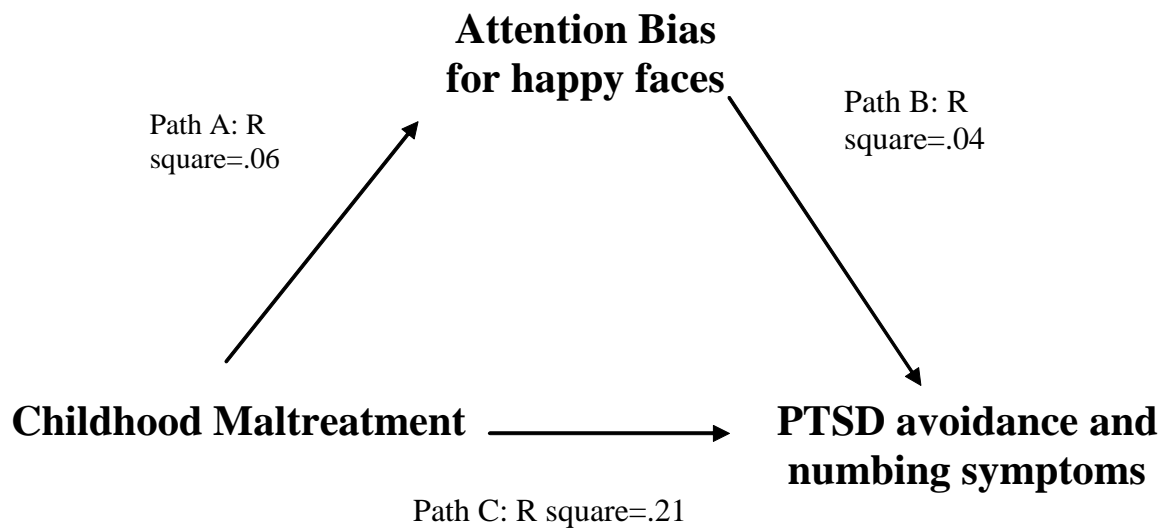 Attention Bias
for happy faces
Path A: R
square=.06
Path B: R
square=.04
Childhood Maltreatment
PTSD avoidance and
numbing symptoms
Path C: R square=.21